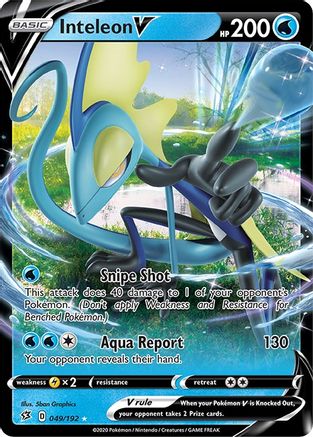 BASIC Inteleon V HP 200
Snipe Shot
This attack does 40 damage to 1 of your opponent's
Pokémon. (Don't apply Weakness and Resistance for
Benched Pokémon.)
Aqua Report 130
Your opponent reveals their hand.
weakness ×2 resistance retreat
Illus. 5ban Graphics
V rule When your Pokémon V is Knocked Out,
your opponent takes 2 Prize cards.
D 049/192 ★
©2020 Pokémon / Nintendo / Creatures / GAME FREAK